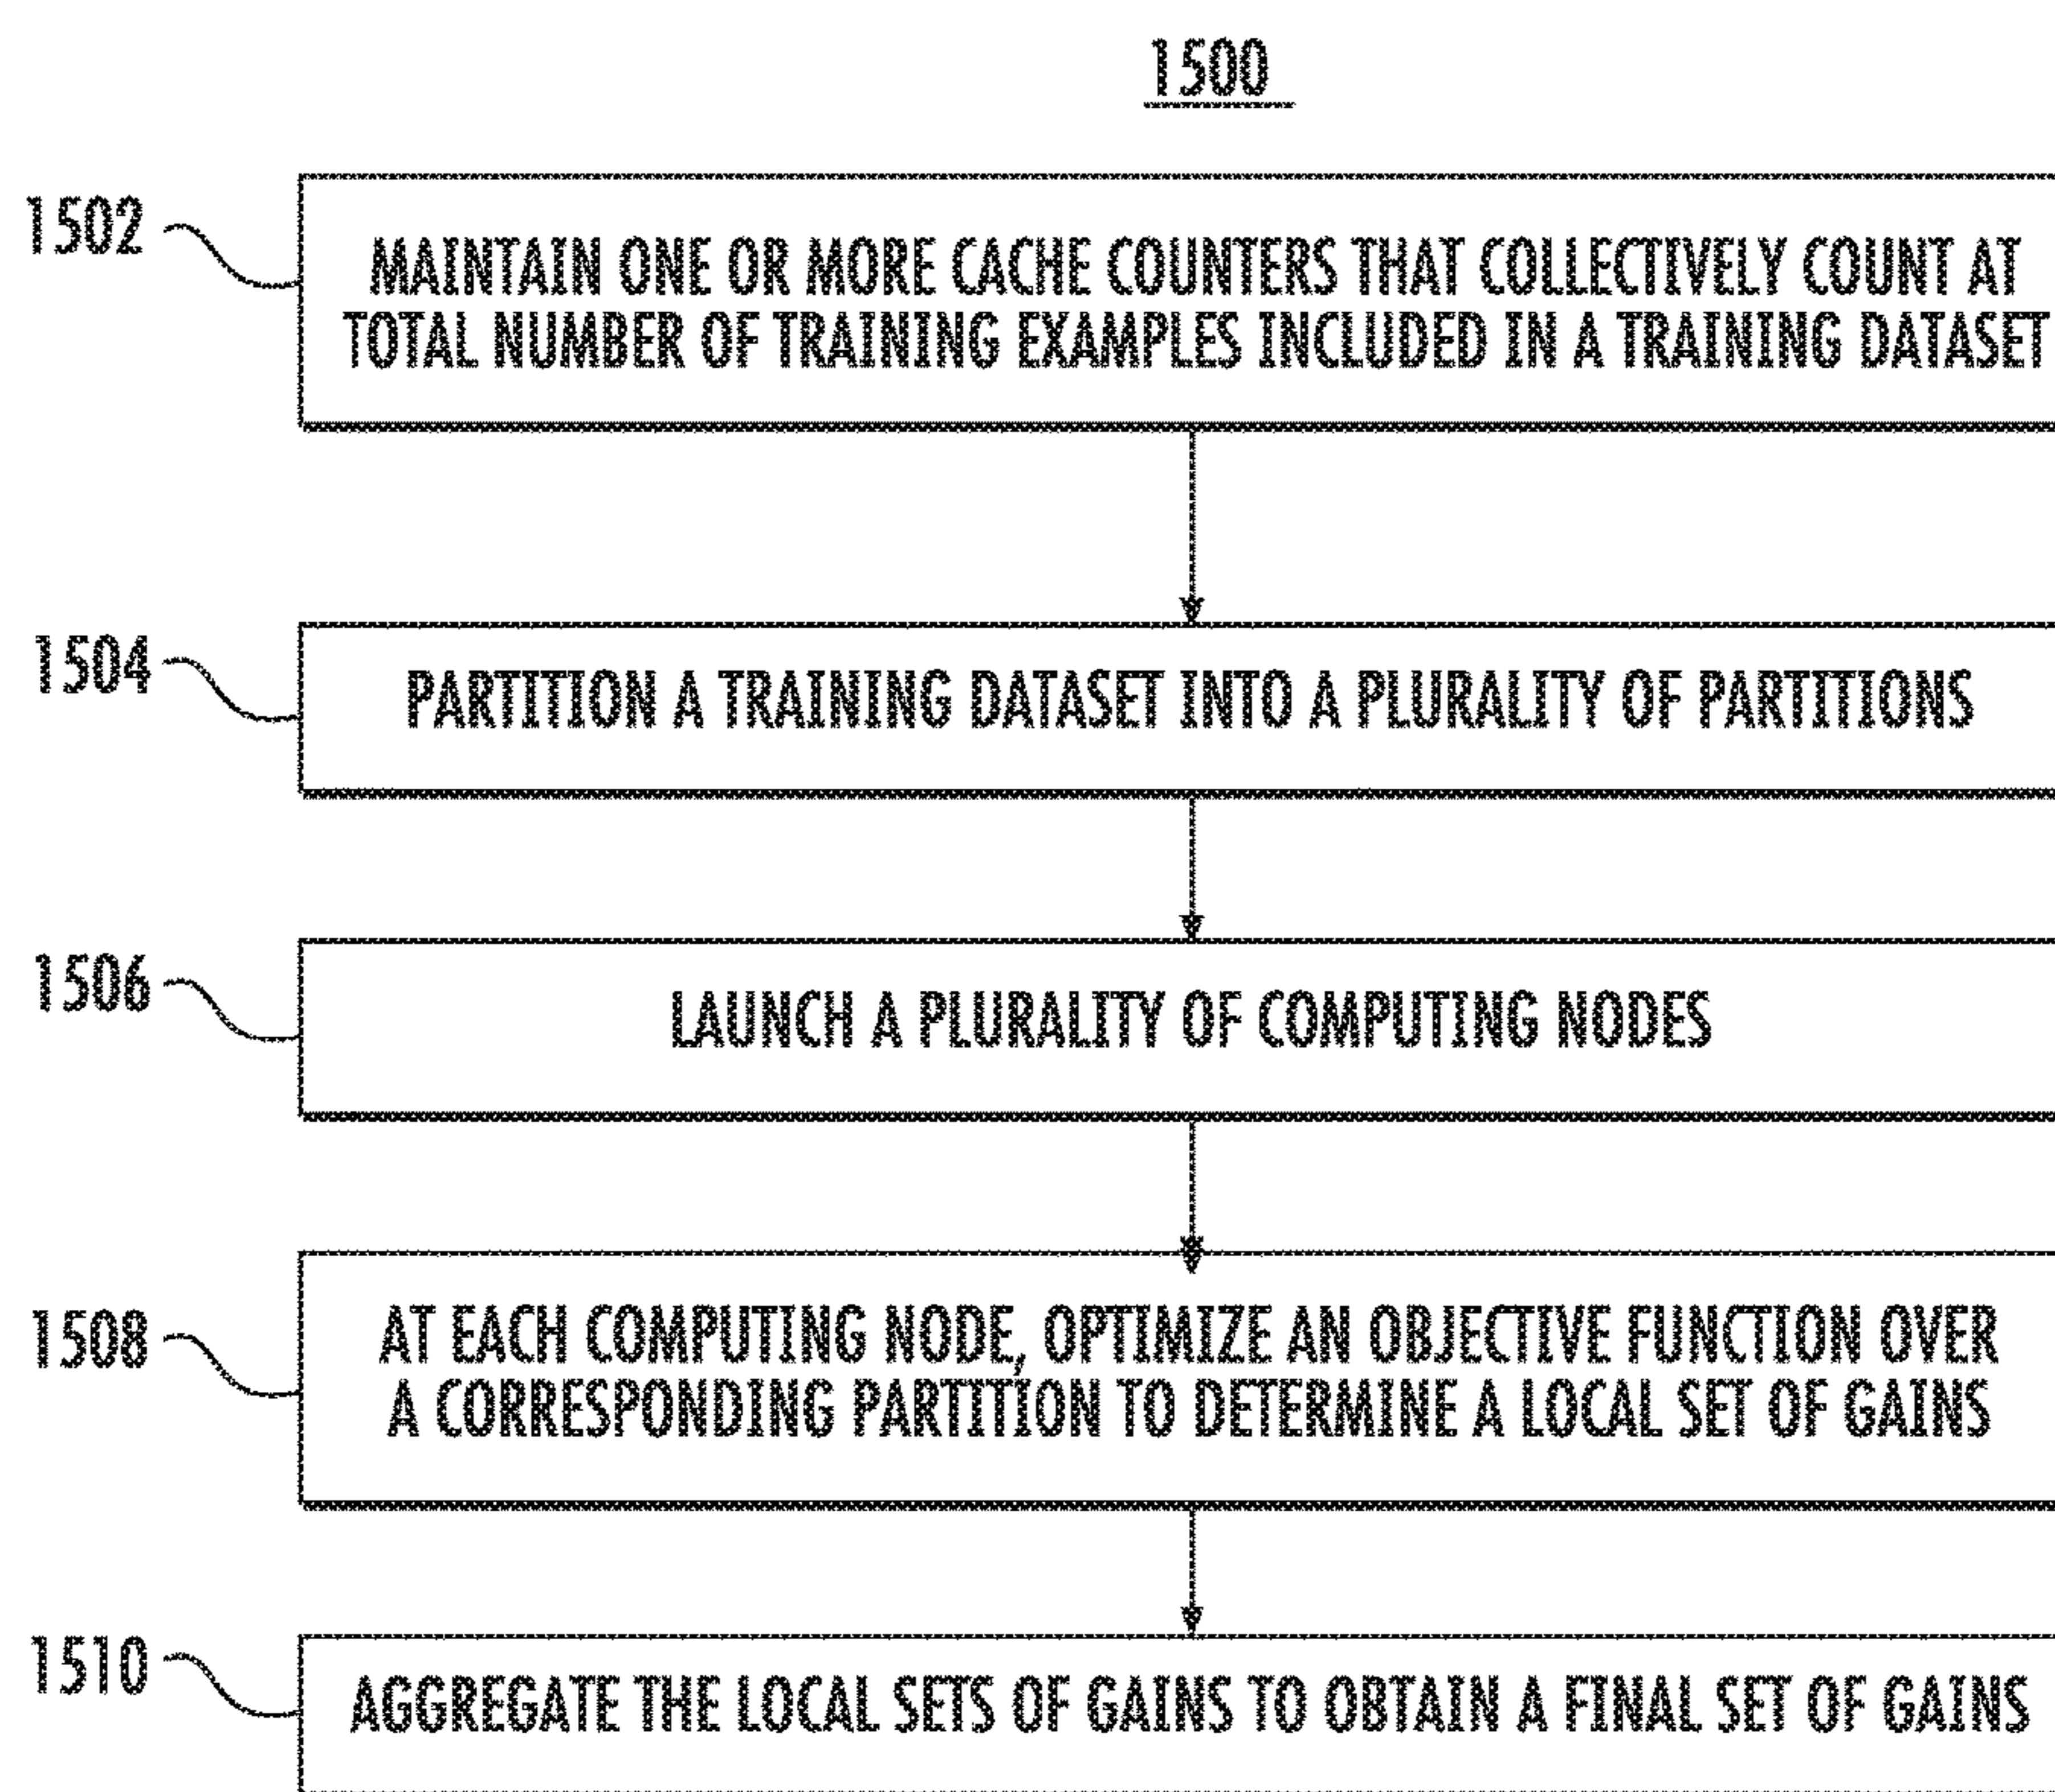 1500
1502
MAINTAIN ONE OR MORE CACHE COUNTERS THAT COLLECTIVELY COUNT AT
TOTAL NUMBER OF TRAINING EXAMPLES INCLUDED IN A TRAINING DATASET
1504
PARTITION A TRAINING DATASET INTO A PLURALITY OF PARTITIONS
1506
LAUNCH A PLURALITY OF COMPUTING NODES
1508
AT EACH COMPUTING NODE, OPTIMIZE AN OBJECTIVE FUNCTION OVER
A CORRESPONDING PARTITION TO DETERMINE A LOCAL SET OF GAINS
1510
AGGREGATE THE LOCAL SETS OF GAINS TO OBTAIN A FINAL SET OF GAINS